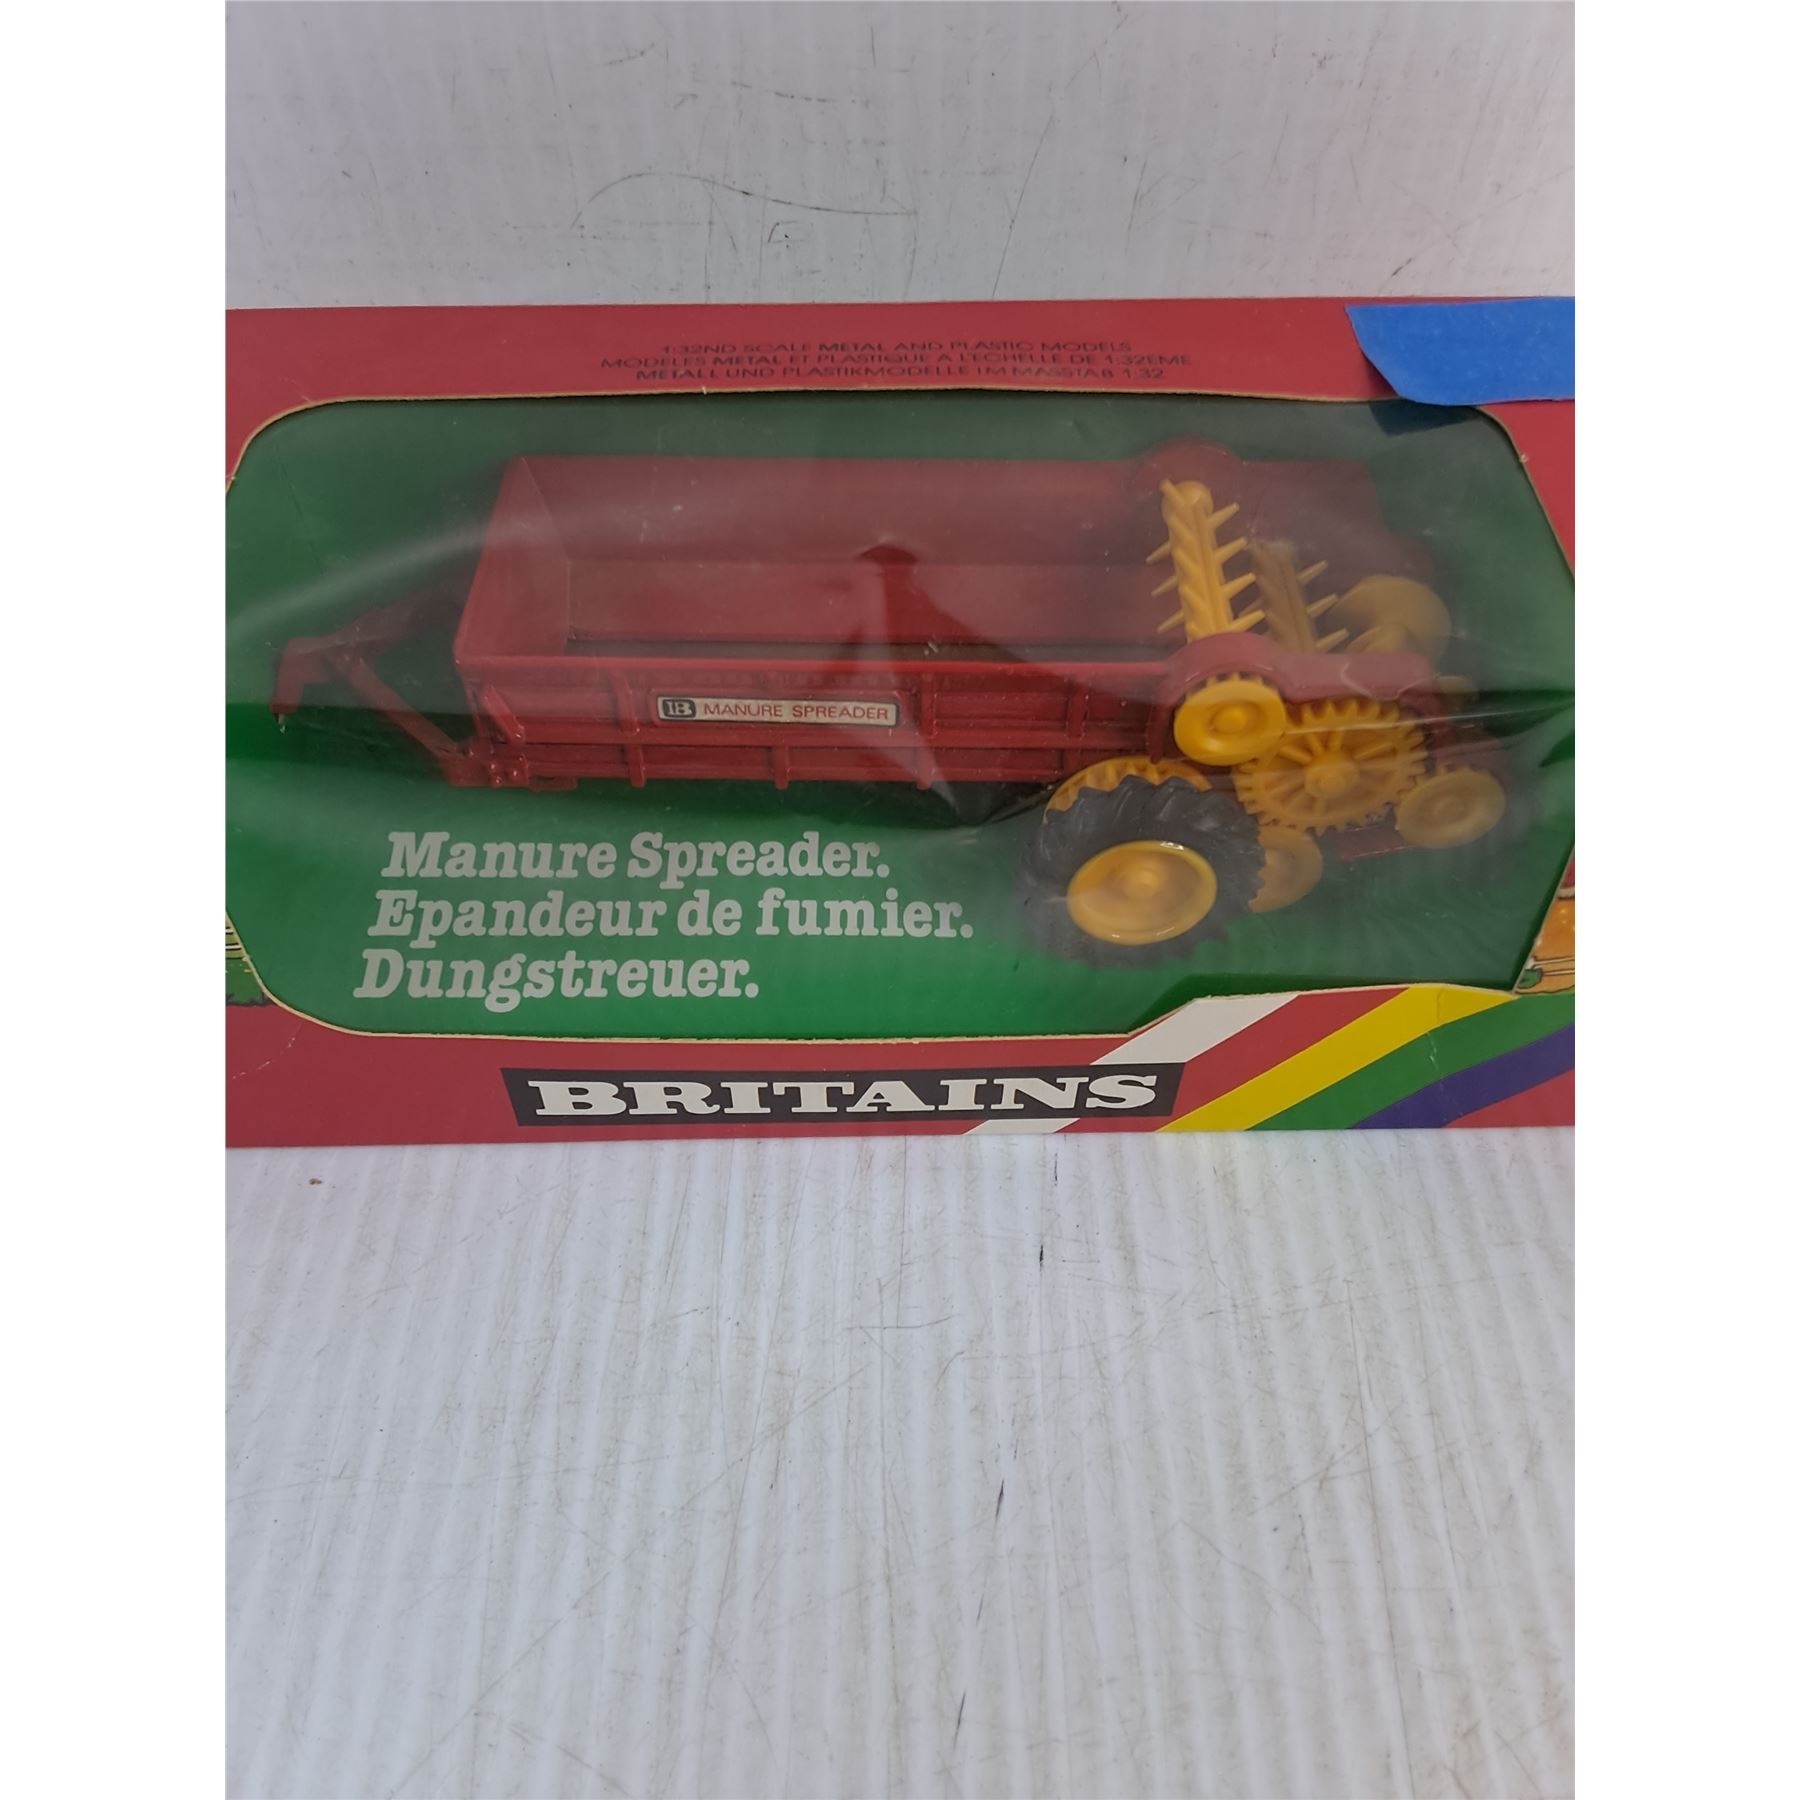 1:32ND SCALE METAL AND PLASTIC MODELS
MODELES METAL ET PLASTIQUE A L'ECHELLE DE 1:32EME
METALL UND PLASTIKMODELLE IM MASSTAB 1:32
B MANURE SPREADER
Manure Spreader.
Epandeur de fumier.
Dungstreuer.
BRITAINS